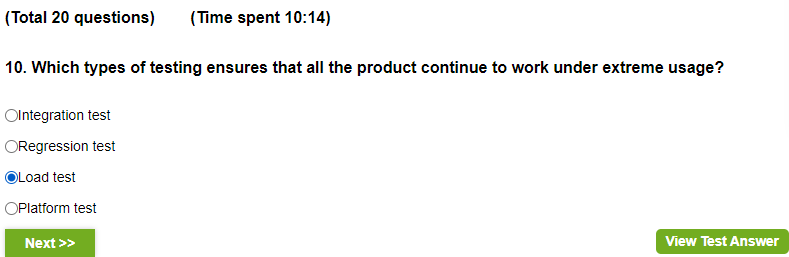 (Total 20 questions) (Time spent 10:14)
10. Which types of testing ensures that all the product continue to work under extreme usage?
Integration test
Regression test
Load test
Platform test
Next >>
View Test Answer